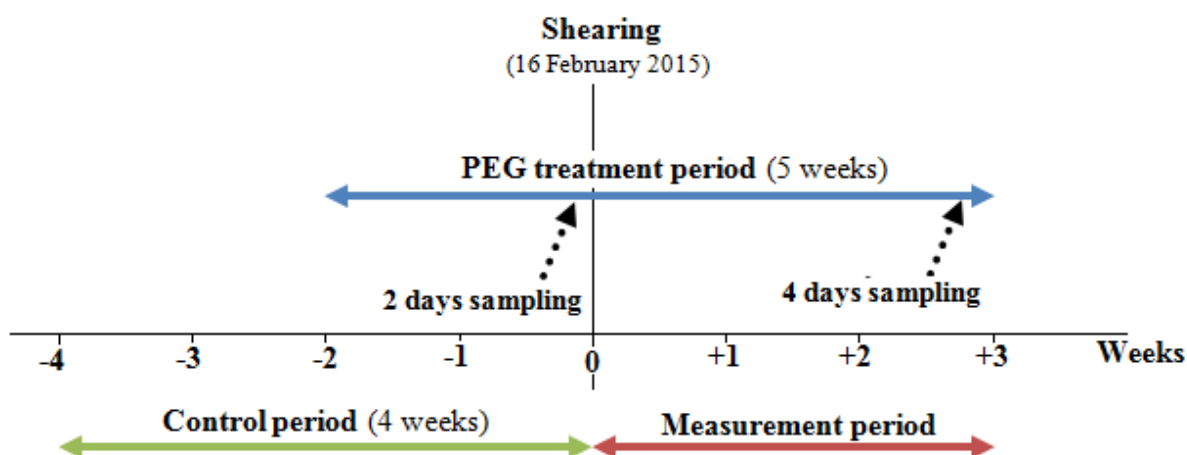 Shearing
(16 February 2015)
PEG treatment period (5 weeks)
2 days sampling
4 days sampling
-4 -3 -2 -1 0 +1 +2 +3 Weeks
Control period (4 weeks)
Measurement period